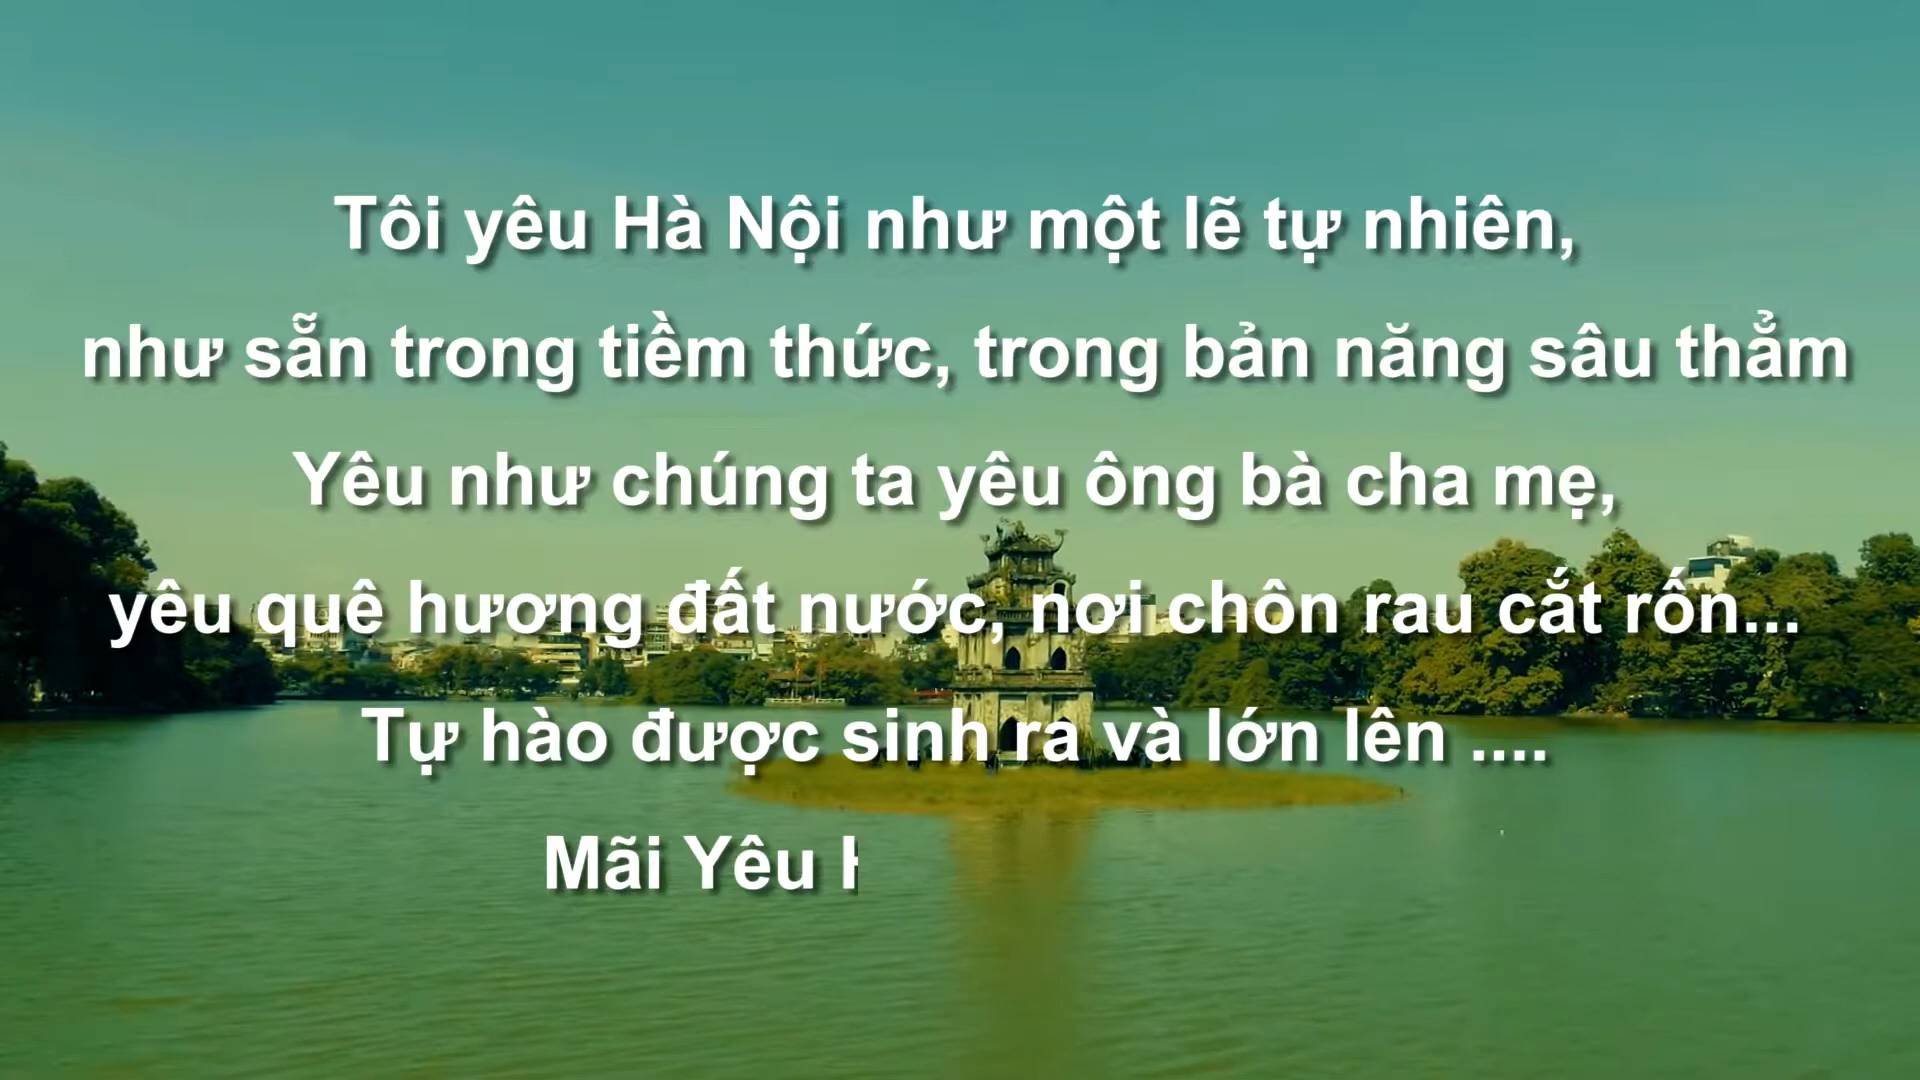 Tôi yêu Hà Nội như một lẽ tự nhiên,
như sẵn trong tiềm thức, trong bản năng sâu thẳm
Yêu như chúng ta yêu ông bà cha mẹ,
yêu quê hương đất nước, nơi chôn rau cắt rốn...
Tự hào được sinh ra và lớn lên ....
Mãi Yêu